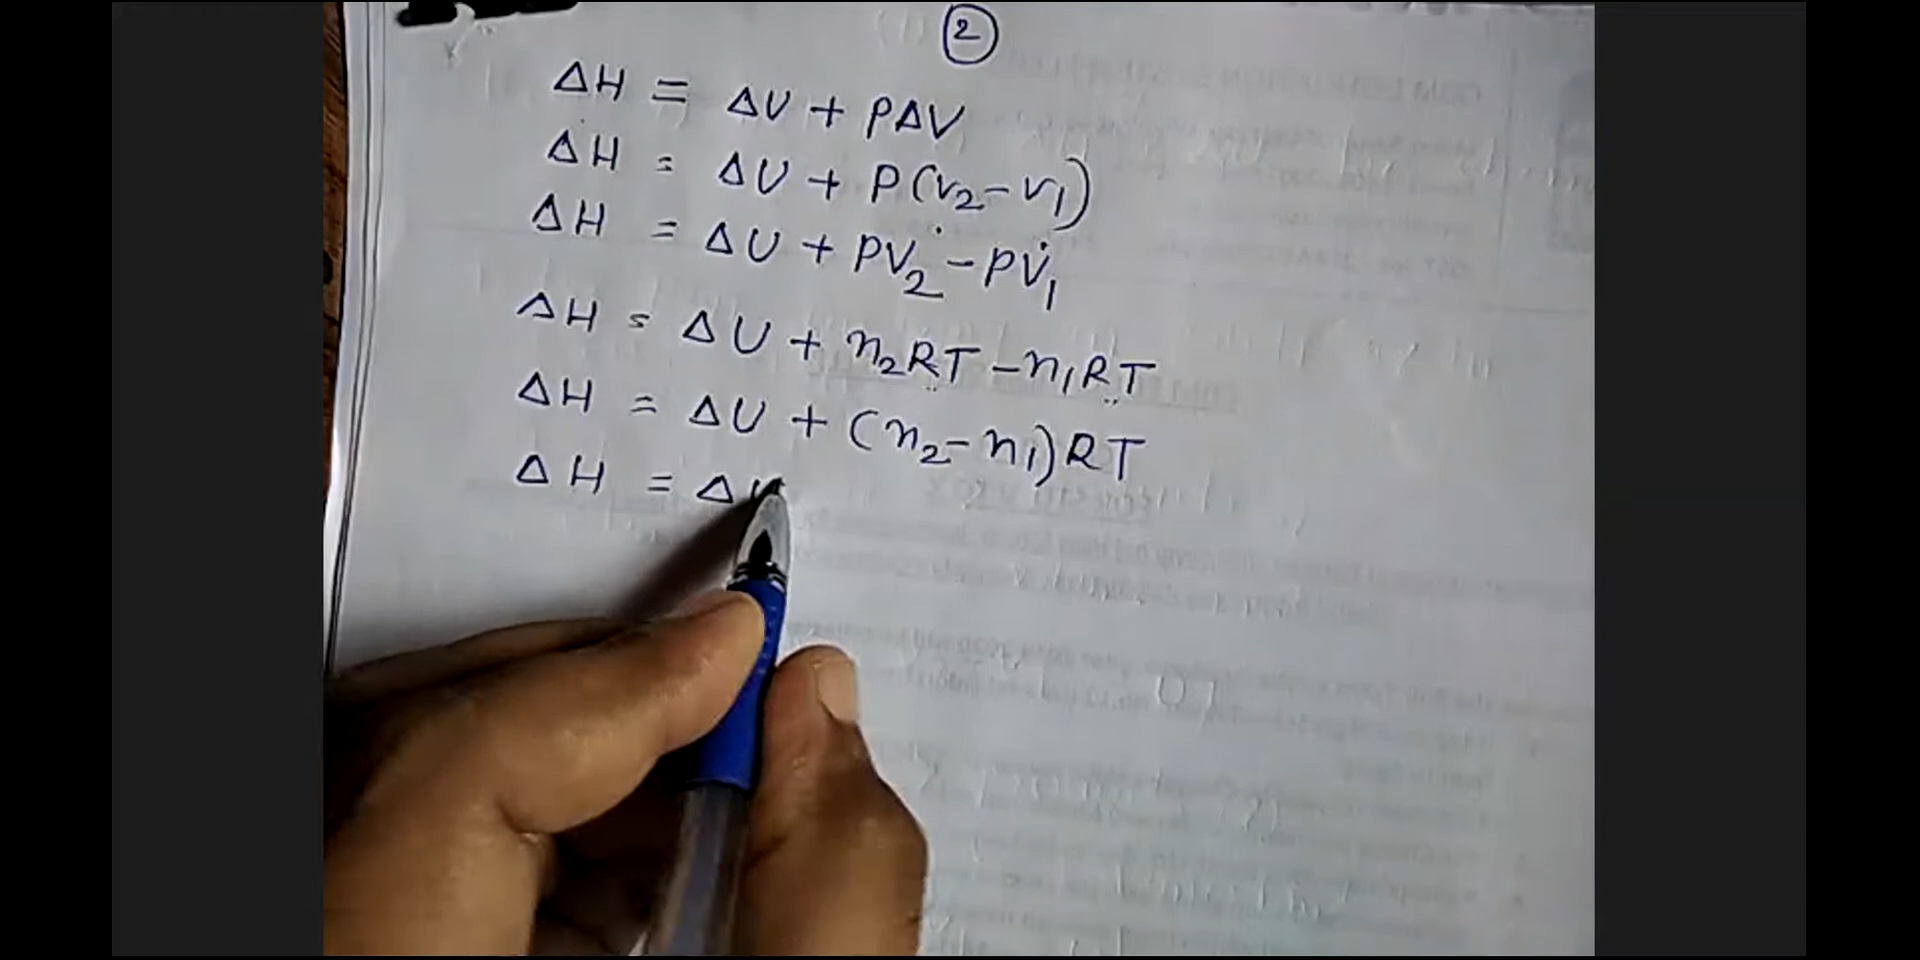 2
ΔH = ΔU + PΔV
ΔH = ΔU + P(V2 - V1)
ΔH = ΔU + PV2 - PV1
ΔH = ΔU + n2RT - n1RT
ΔH = ΔU + (n2 - n1)RT
ΔH = ΔU